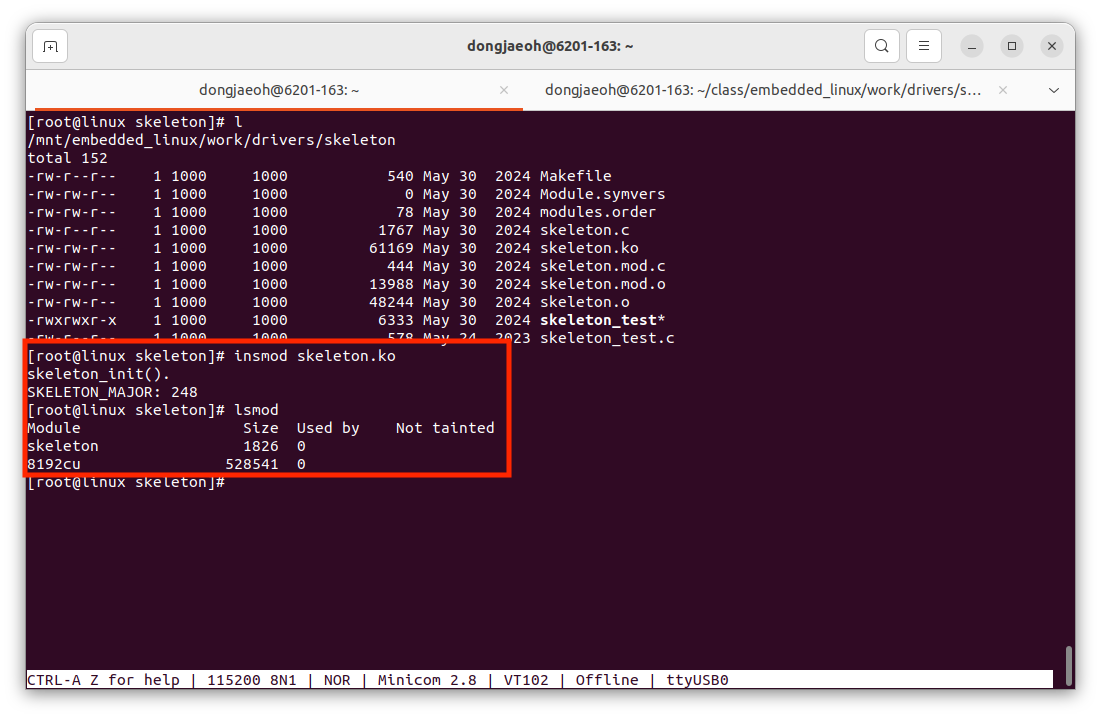 dongjaeoh@6201-163: ~
dongjaeoh@6201-163: ~ dongjaeoh@6201-163: ~/class/embedded_linux/work/drivers/s...
[root@linux skeleton]# l
/mnt/embedded_linux/work/drivers/skeleton
total 152
-rw-r--r--    1 1000     1000           540 May 30  2024 Makefile
-rw-rw-r--    1 1000     1000             0 May 30  2024 Module.symvers
-rw-rw-r--    1 1000     1000            78 May 30  2024 modules.order
-rw-r--r--    1 1000     1000          1767 May 30  2024 skeleton.c
-rw-rw-r--    1 1000     1000         61169 May 30  2024 skeleton.ko
-rw-rw-r--    1 1000     1000           444 May 30  2024 skeleton.mod.c
-rw-rw-r--    1 1000     1000         13988 May 30  2024 skeleton.mod.o
-rw-rw-r--    1 1000     1000         48244 May 30  2024 skeleton.o
-rwxrwxr-x    1 1000     1000          6333 May 30  2024 skeleton_test*
-rw-r--r--    1 1000     1000           578 May 24  2023 skeleton_test.c
[root@linux skeleton]# insmod skeleton.ko
skeleton_init().
SKELETON_MAJOR: 248
[root@linux skeleton]# lsmod
Module                  Size  Used by    Not tainted
skeleton                1826  0
8192cu                528541  0
[root@linux skeleton]#
CTRL-A Z for help | 115200 8N1 | NOR | Minicom 2.8 | VT102 | Offline | ttyUSB0